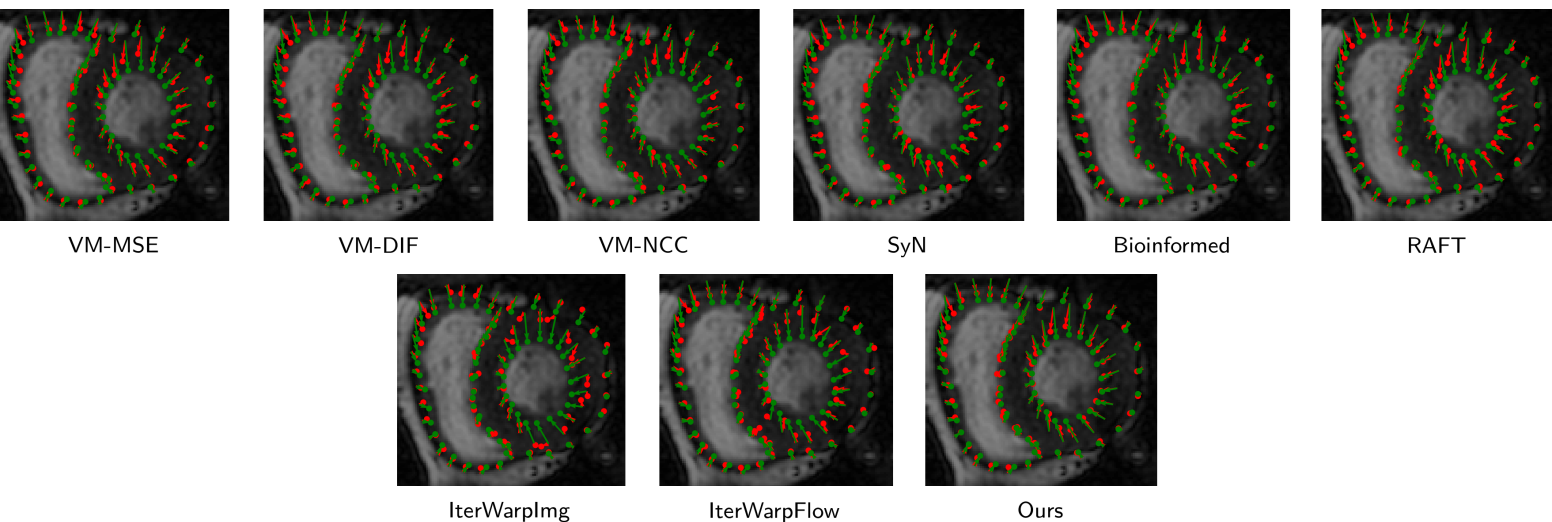 VM-MSE
VM-DIF
VM-NCC
SyN
Bioinformed
RAFT
IterWarpImg
IterWarpFlow
Ours